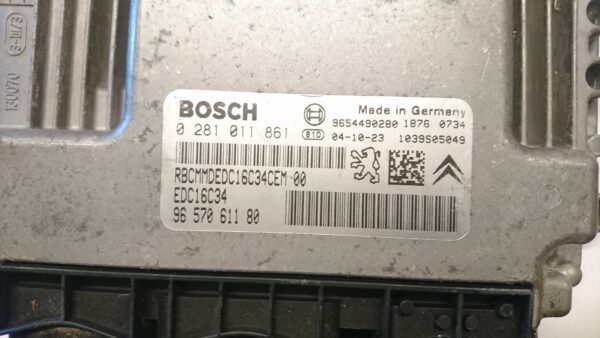 BOSCH
Made in Germany
9654490280 1876 0734
0 281 011 861
810 04-10-23 1039S05049
RBCMMDEDC16C34CEM-00
EDC16C34
96 570 611 80